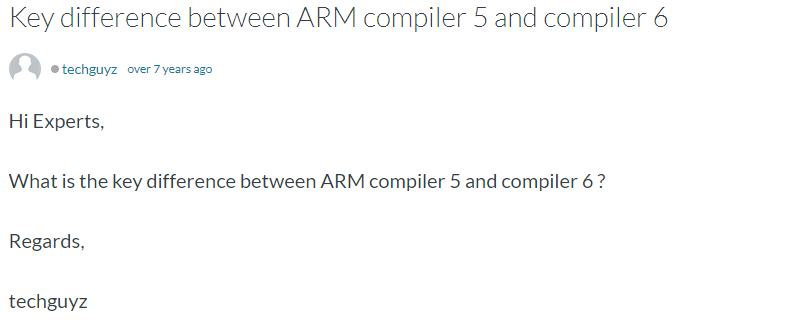 Key difference between ARM compiler 5 and compiler 6
techguyz over 7 years ago
Hi Experts,
What is the key difference between ARM compiler 5 and compiler 6 ?
Regards,
techguyz